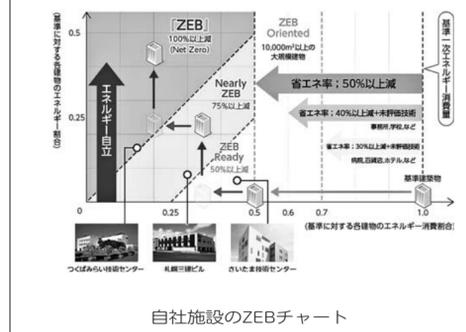 (基準に対する各建物のエネルギー割合)
0.5
0.25
エネルギー自立
『ZEB』
100%以上減
(Net Zero)
Nearly
ZEB
75%以上減
ZEB
Ready
50%以上減
ZEB
Oriented
10,000m²以上の
大規模建物
省エネ率;50%以上減
省エネ率;40%以上減+未評価技術
事務所,学校,など
省エネ率;30%以上減+未評価技術
病院,百貨店,ホテル,など
基準一次エネルギー消費量
基準建築物
0,0
0.25
0.5
0.6
0.7
1.0
(基準に対する各建物のエネルギー消費割合)
つくばみらい技術センター
札幌三建ビル
さいたま技術センター
自社施設のZEBチャート